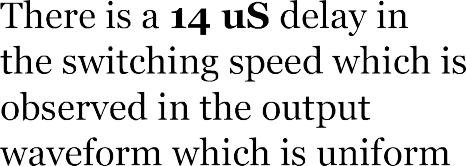 There is a 14 uS delay in
the switching speed which is
observed in the output
waveform which is uniform